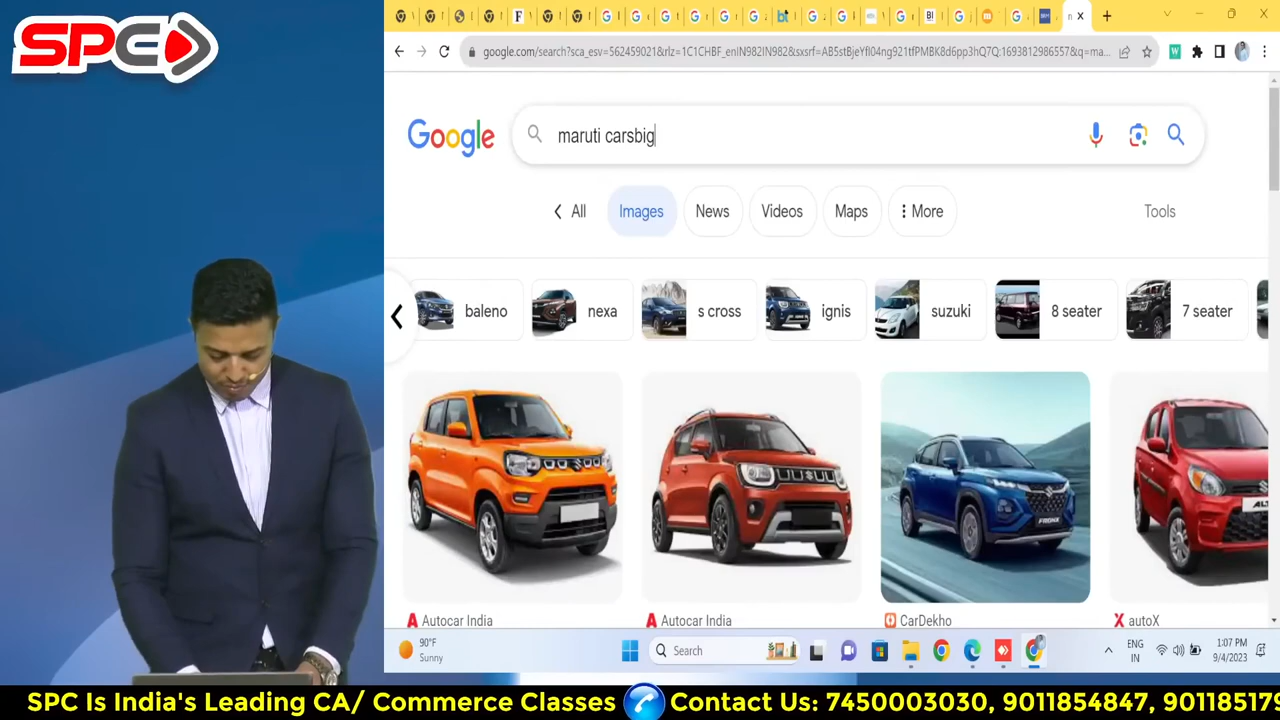 SPC
google.com/search?sca_esv=562459021&rlz=1C1CHBF_enIN982IN982&sxsrf=AB5stBjeYfl04ng921tfPMBK8d6pp3hQ7Q:1693812986557&q=ma...
Google
maruti carsbig
All
Images
News
Videos
Maps
More
Tools
baleno
nexa
s cross
ignis
suzuki
8 seater
7 seater
FRONX
Autocar India
Autocar India
CarDekho
autoX
90°F
Sunny
Search
ENG
IN
1:07 PM
9/4/2023
SPC Is India's Leading CA/ Commerce Classes
Contact Us: 7450003030, 9011854847, 901185179